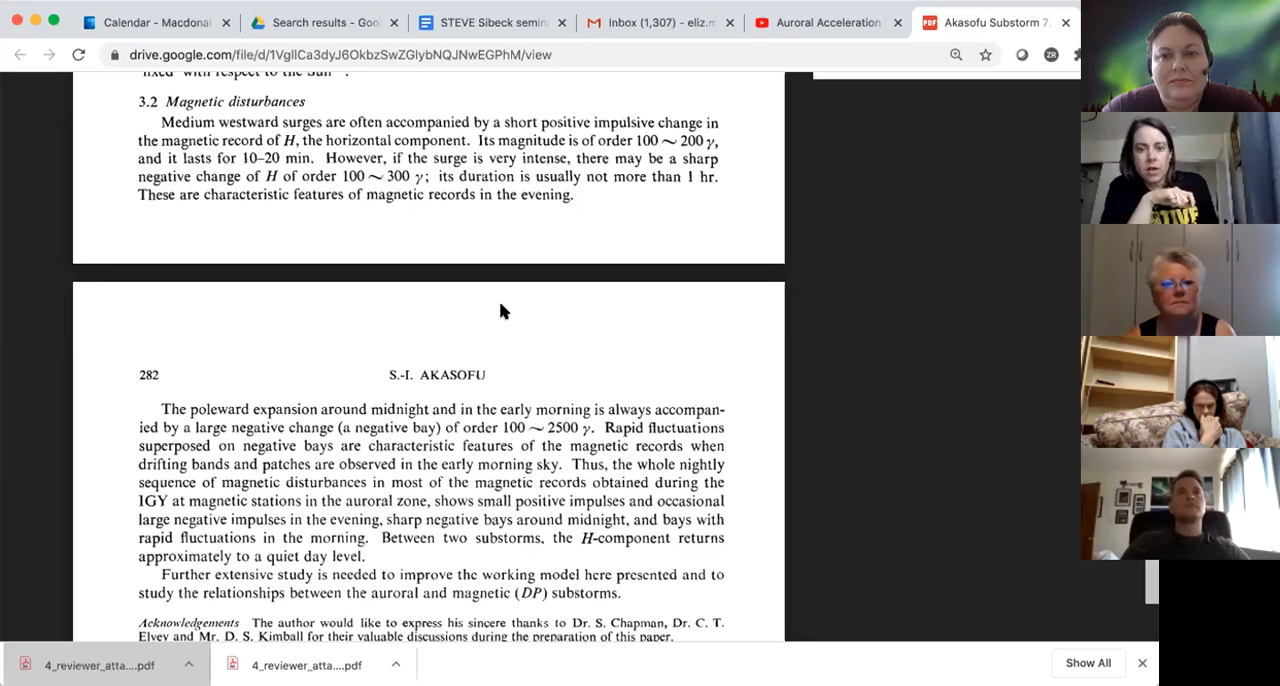 Calendar - Macdonal
Search results - Goo
STEVE Sibeck semin
Inbox (1,307) - eliz.m
Auroral Acceleration
Akasofu Substorm 7.
drive.google.com/file/d/1VgllCa3dyJ6OkbzSwZGlybNQJNwEGPhM/view
ZR
fixed with respect to the Sun".
3.2 Magnetic disturbances
Medium westward surges are often accompanied by a short positive impulsive change in
the magnetic record of H, the horizontal component. Its magnitude is of order 100 ~ 200 γ,
and it lasts for 10–20 min. However, if the surge is very intense, there may be a sharp
negative change of H of order 100 ~ 300 γ; its duration is usually not more than 1 hr.
These are characteristic features of magnetic records in the evening.
282
S.-I. AKASOFU
The poleward expansion around midnight and in the early morning is always accompan-
ied by a large negative change (a negative bay) of order 100 ~ 2500 γ. Rapid fluctuations
superposed on negative bays are characteristic features of the magnetic records when
drifting bands and patches are observed in the early morning sky. Thus, the whole nightly
sequence of magnetic disturbances in most of the magnetic records obtained during the
IGY at magnetic stations in the auroral zone, shows small positive impulses and occasional
large negative impulses in the evening, sharp negative bays around midnight, and bays with
rapid fluctuations in the morning. Between two substorms, the H-component returns
approximately to a quiet day level.
Further extensive study is needed to improve the working model here presented and to
study the relationships between the auroral and magnetic (DP) substorms.
Acknowledgements The author would like to express his sincere thanks to Dr. S. Chapman, Dr. C. T.
Elvey and Mr. D. S. Kimball for their valuable discussions during the preparation of this paper.
4_reviewer_atta....pdf
4_reviewer_atta....pdf
Show All